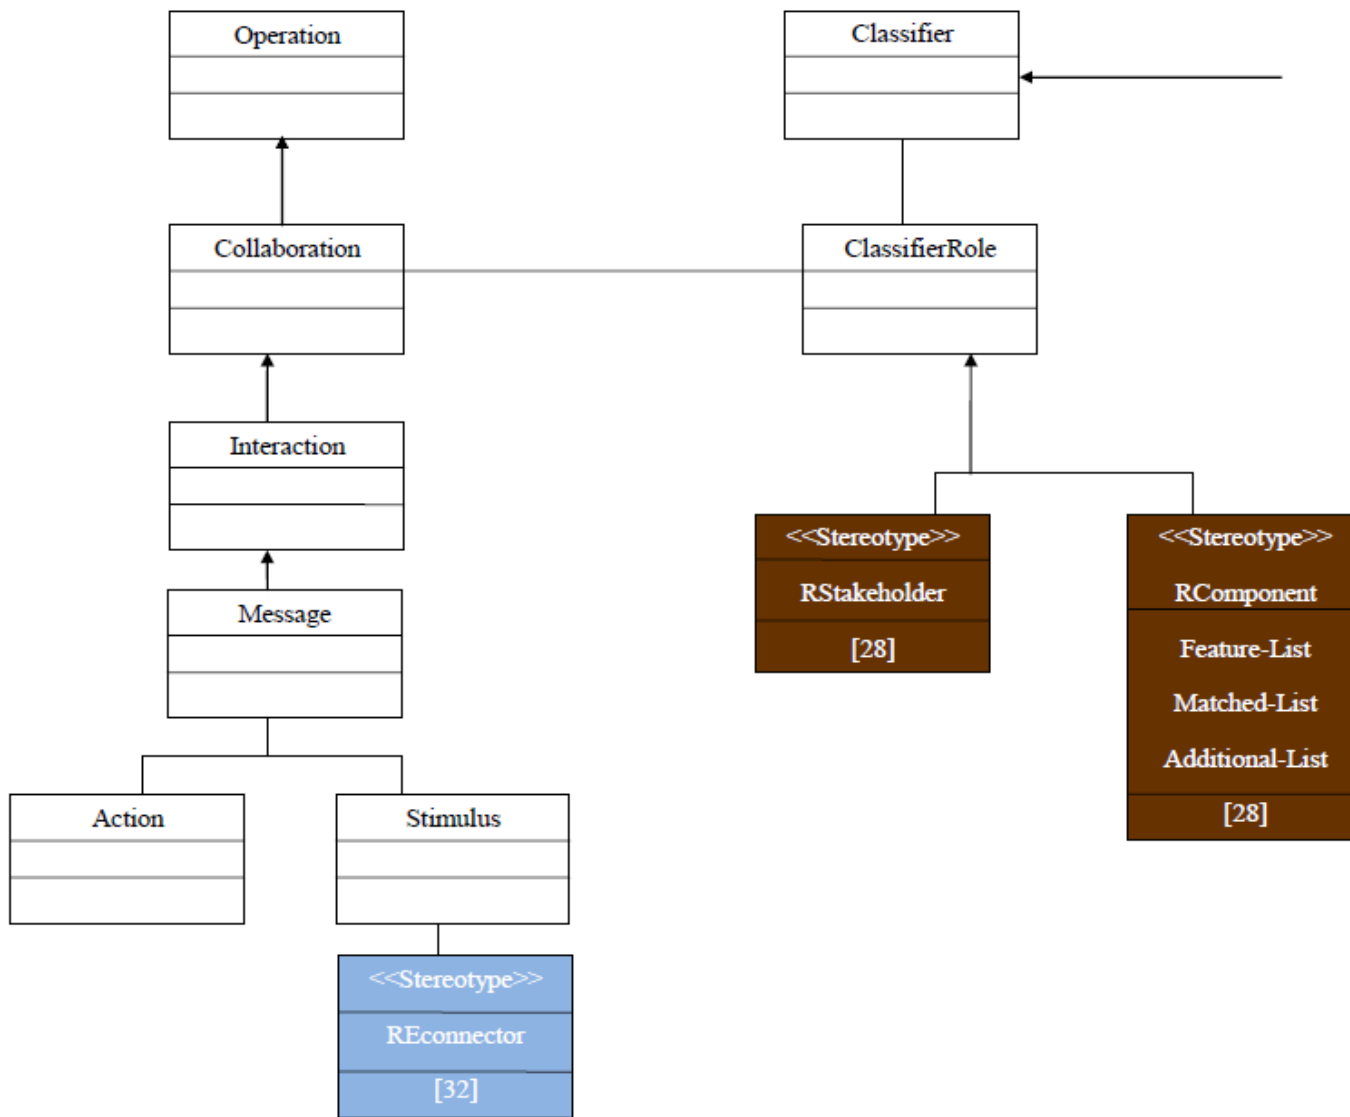 Operation
Classifier
Collaboration
ClassifierRole
Interaction
<<Stereotype>>
RStakeholder
[28]
<<Stereotype>>
RComponent
Feature-List
Matched-List
Additional-List
[28]
Message
Action
Stimulus
<<Stereotype>>
REconnector
[32]